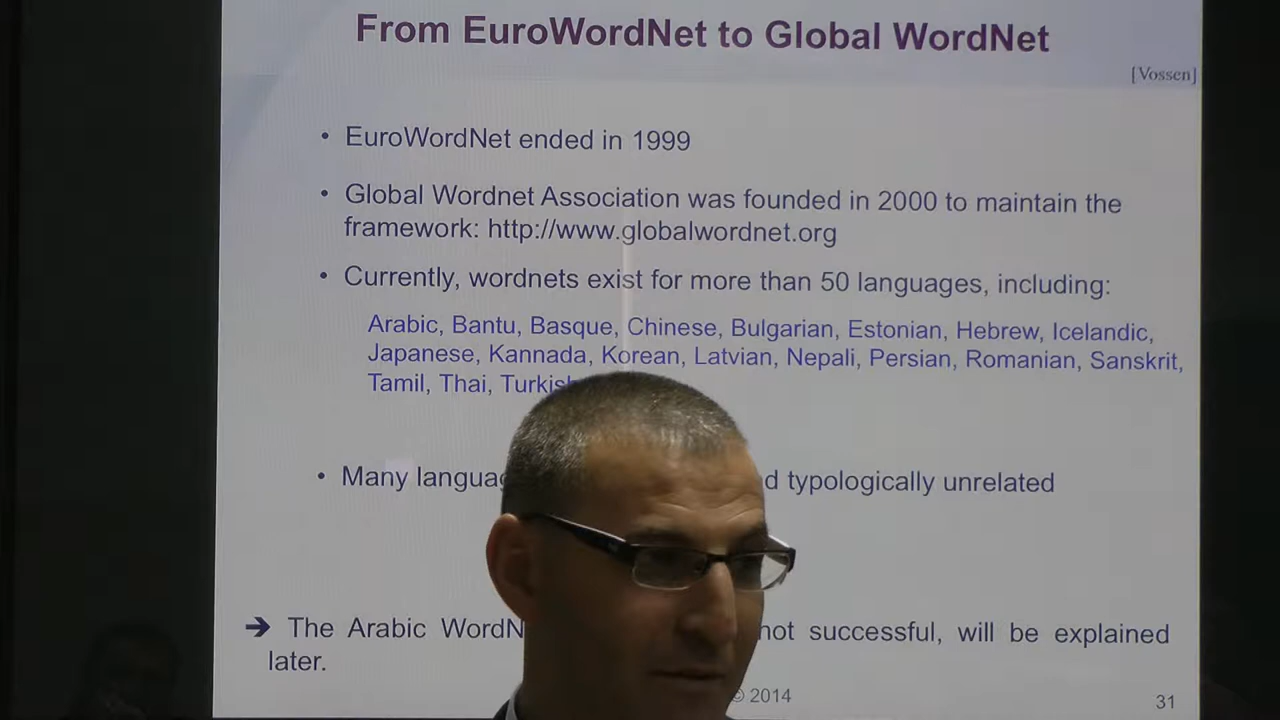 From EuroWordNet to Global WordNet
[Vossen]
• EuroWordNet ended in 1999
• Global Wordnet Association was founded in 2000 to maintain the
framework: http://www.globalwordnet.org
• Currently, wordnets exist for more than 50 languages, including:
Arabic, Bantu, Basque, Chinese, Bulgarian, Estonian, Hebrew, Icelandic,
Japanese, Kannada, Korean, Latvian, Nepali, Persian, Romanian, Sanskrit,
Tamil, Thai,
• Many typologically unrelated
➔ The Arabic not successful, will be explained
later.
© 2014
31